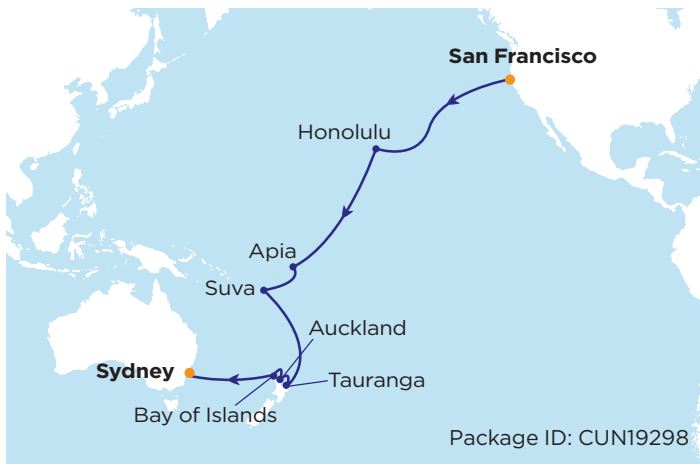 San Francisco
Honolulu
Apia
Suva
Auckland
Sydney
Tauranga
Bay of Islands
Package ID: CUN19298